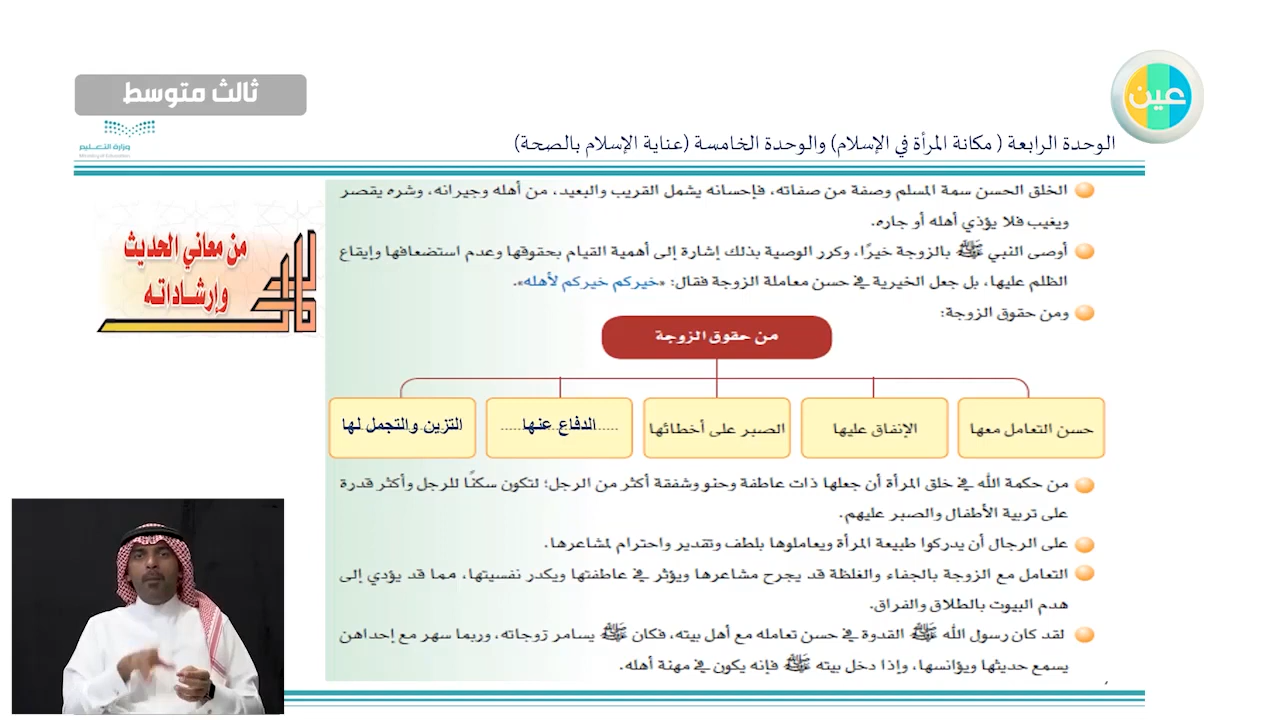 ثالث متوسط
عين
وزارة التعليم
Ministry of Education
الوحدة الرابعة ( مكانة المرأة في الإسلام) والوحدة الخامسة (عناية الإسلام بالصحة)
من معاني الحديث
وإرشاداته
الخلق الحسن سمة المسلم وصفة من صفاته، فإحسانه يشمل القريب والبعيد، من أهله وجيرانه، وشره يقصر
ويغيب فلا يؤذي أهله أو جاره.
أوصى النبي ﷺ بالزوجة خيرًا، وكرر الوصية بذلك إشارة إلى أهمية القيام بحقوقها وعدم استضعافها وإيقاع
الظلم عليها، بل جعل الخيرية في حسن معاملة الزوجة فقال: «خيركم خيركم لأهله».
ومن حقوق الزوجة:
من حقوق الزوجة
حسن التعامل معها
الإنفاق عليها
الصبر على أخطائها
الدفاع عنها
التزين والتجمل لها
من حكمة الله في خلق المرأة أن جعلها ذات عاطفة وحنو وشفقة أكثر من الرجل؛ لتكون سكنًا للرجل وأكثر قدرة
على تربية الأطفال والصبر عليهم.
على الرجال أن يدركوا طبيعة المرأة ويعاملوها بلطف وتقدير واحترام لمشاعرها.
التعامل مع الزوجة بالجفاء والغلظة قد يجرح مشاعرها ويؤثر في عاطفتها ويكدر نفسيتها، مما قد يؤدي إلى
هدم البيوت بالطلاق والفراق.
لقد كان رسول الله ﷺ القدوة في حسن تعامله مع أهل بيته، فكان ﷺ يسامر زوجاته، وربما سهر مع إحداهن
يسمع حديثها ويؤانسها، وإذا دخل بيته ﷺ فإنه يكون في مهنة أهله.